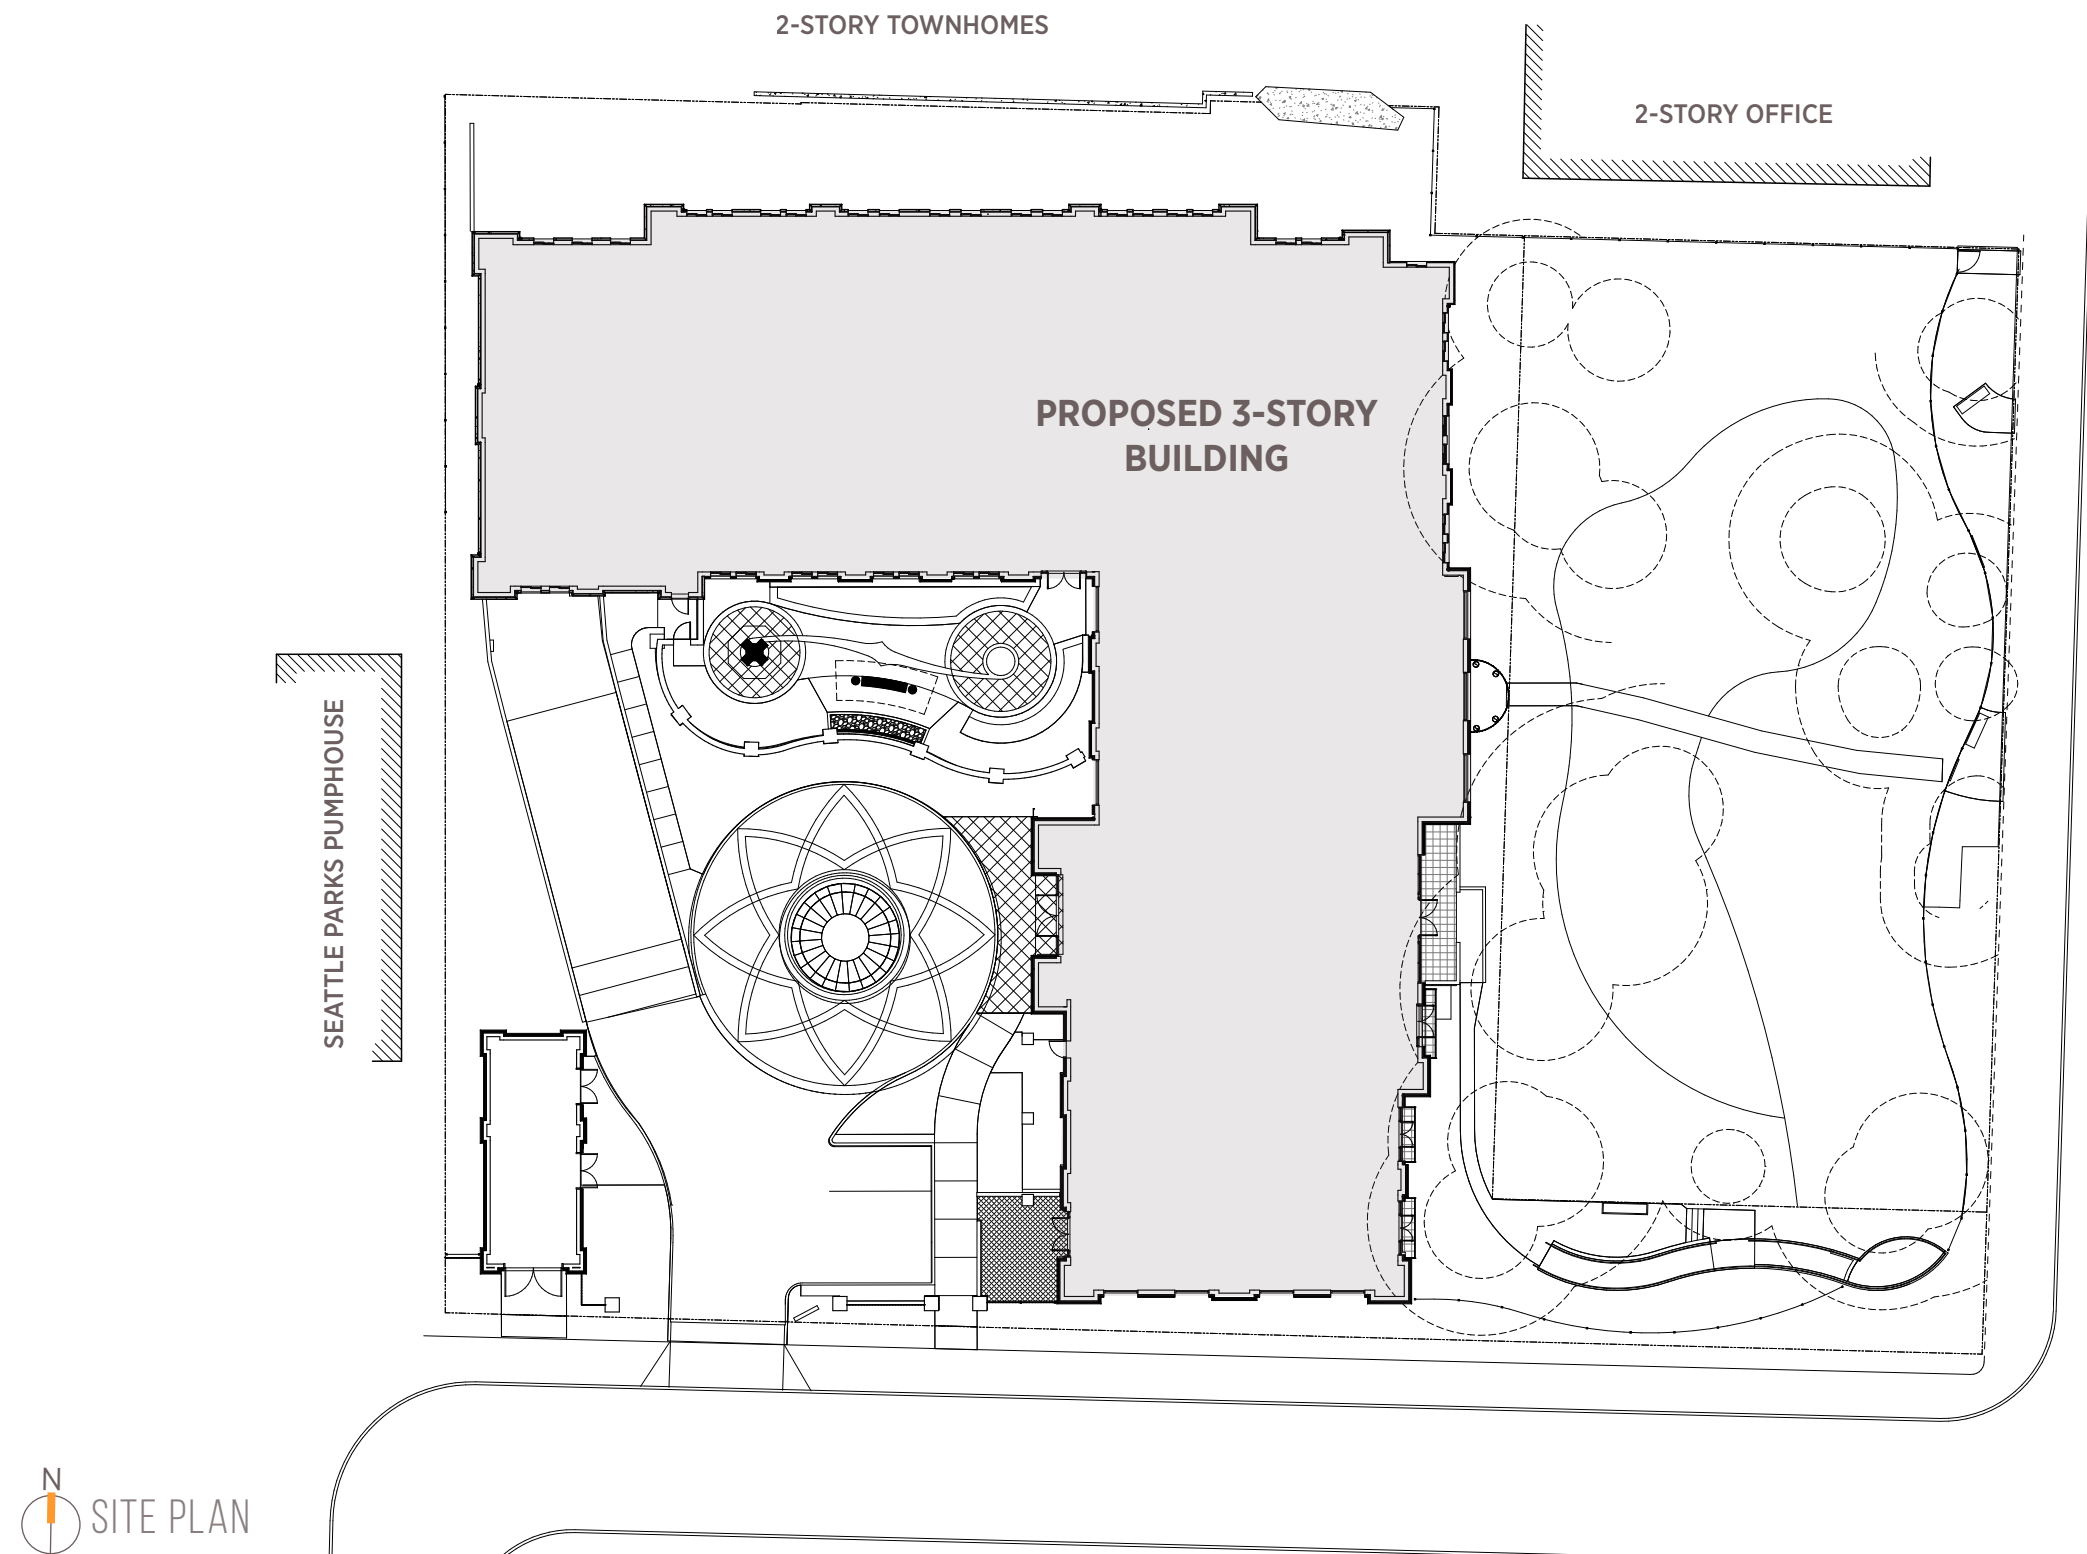 2-STORY TOWNHOMES
2-STORY OFFICE
PROPOSED 3-STORY
BUILDING
SEATTLE PARKS PUMPHOUSE
N
SITE PLAN